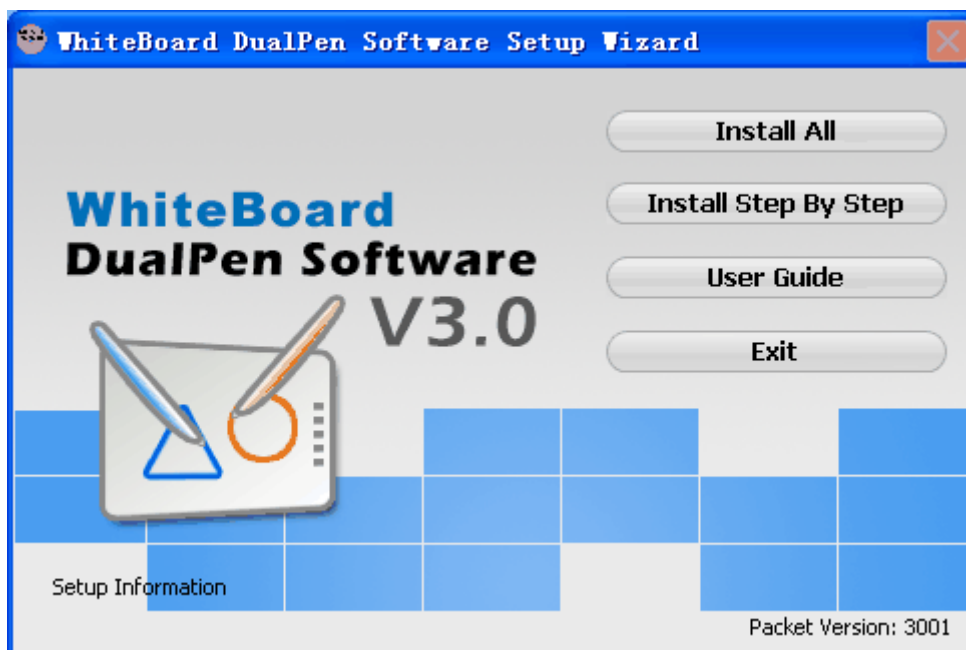 WhiteBoard DualPen Software Setup Wizard
Install All
WhiteBoard
Install Step By Step
DualPen Software
User Guide
V3.0
Exit
Setup Information
Packet Version: 3001